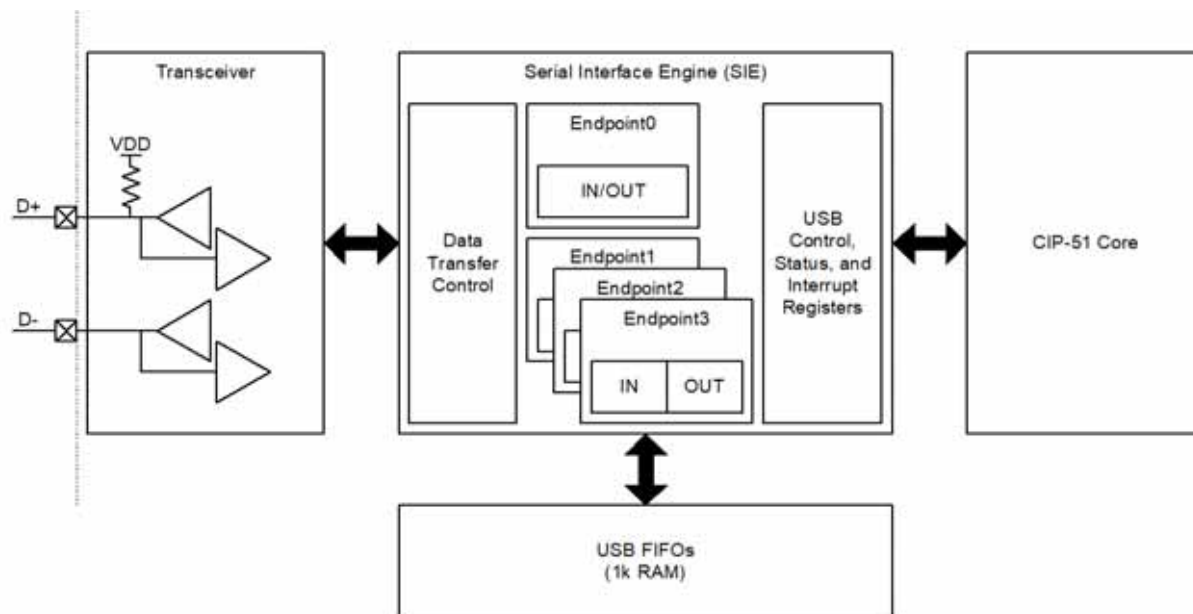 Transceiver
VDD
D+
D-
Serial Interface Engine (SIE)
Data
Transfer
Control
Endpoint0
IN/OUT
Endpoint1
Endpoint2
Endpoint3
IN
OUT
USB
Control,
Status, and
Interrupt
Registers
CIP-51 Core
USB FIFOs
(1k RAM)